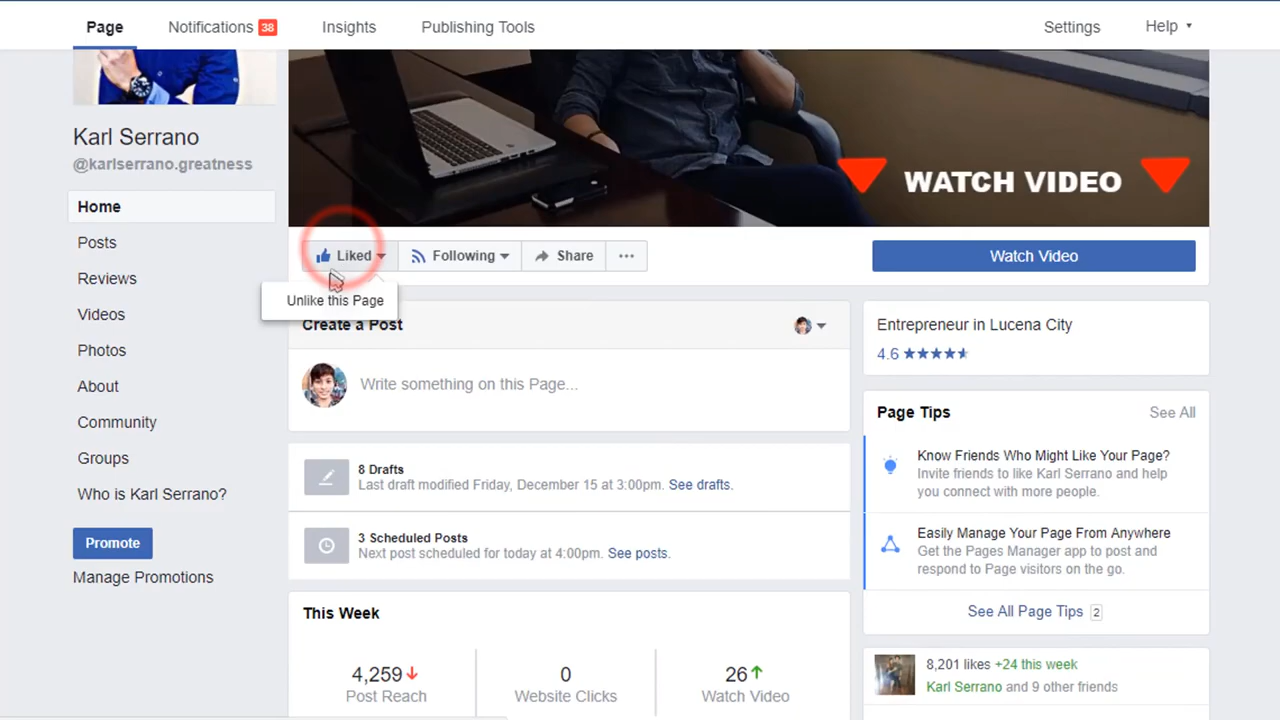 Page
Notifications 38
Insights
Publishing Tools
Settings
Help
Karl Serrano
@karlserrano.greatness
Home
Posts
Reviews
Videos
Photos
About
Community
Groups
Who is Karl Serrano?
Promote
Manage Promotions
WATCH VIDEO
Liked
Following
Share
Watch Video
Unlike this Page
Create a Post
Write something on this Page...
8 Drafts
Last draft modified Friday, December 15 at 3:00pm. See drafts.
3 Scheduled Posts
Next post scheduled for today at 4:00pm. See posts.
This Week
4,259
Post Reach
0
Website Clicks
26
Watch Video
Entrepreneur in Lucena City
4.6
Page Tips
See All
Know Friends Who Might Like Your Page?
Invite friends to like Karl Serrano and help
you connect with more people.
Easily Manage Your Page From Anywhere
Get the Pages Manager app to post and
respond to Page visitors on the go.
See All Page Tips 2
8,201 likes +24 this week
Karl Serrano and 9 other friends